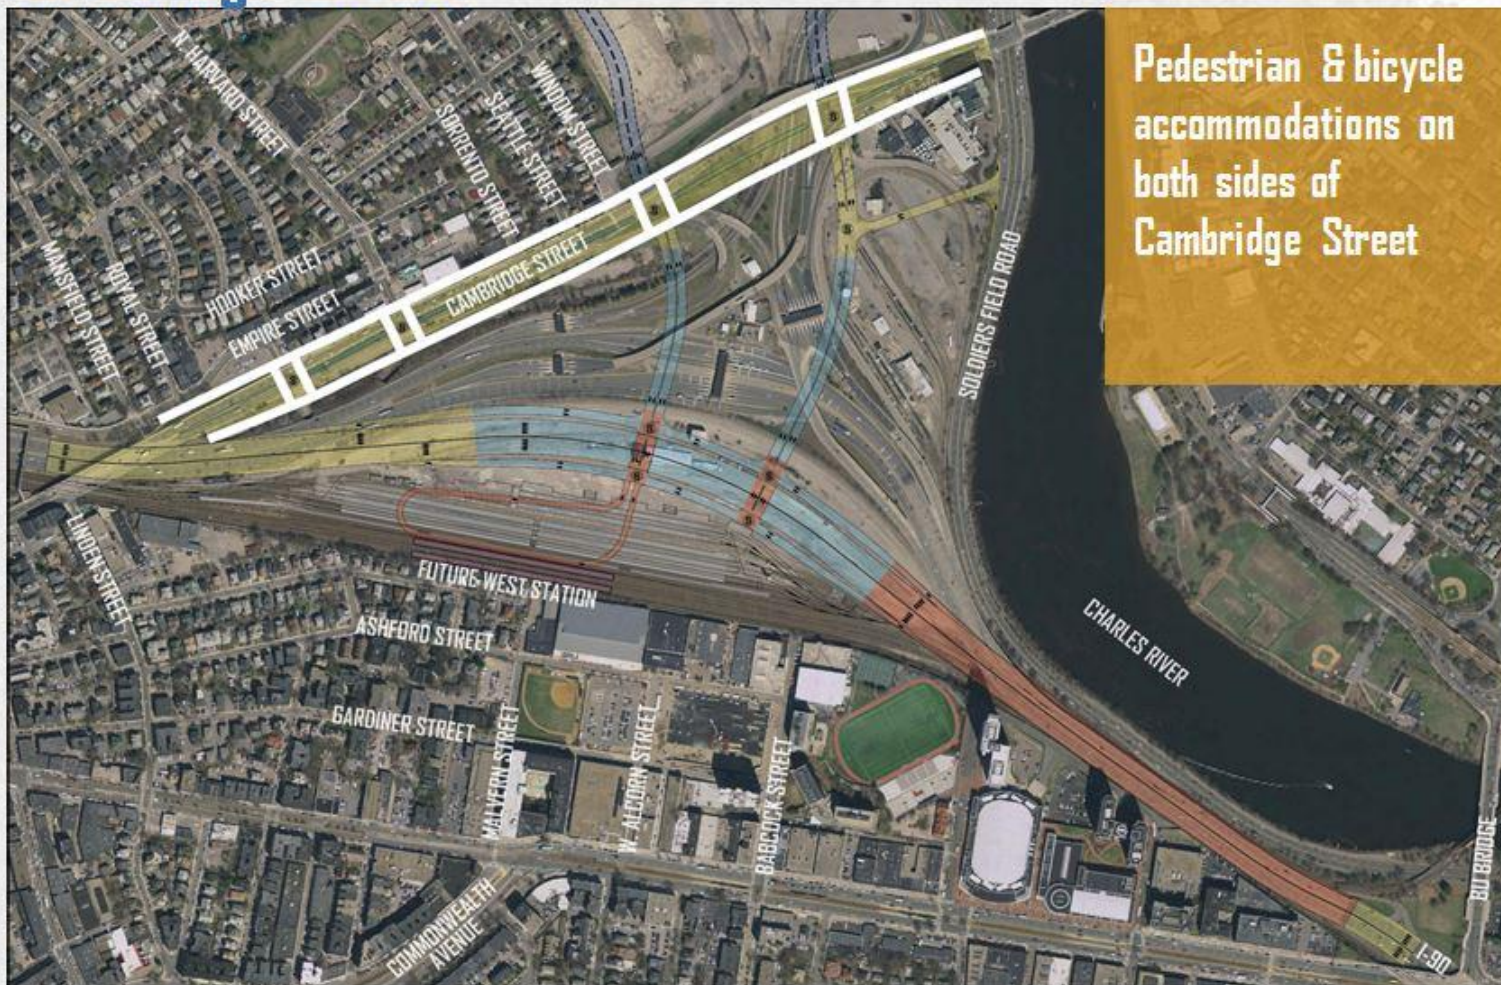 Pedestrian & bicycle
accommodations on
both sides of
Cambridge Street
N. HARVARD STREET
WINDOM STREET
SEATTLE STREET
SORRENTO STREET
CAMBRIDGE STREET
HOOKER STREET
EMPIRE STREET
ROYAL STREET
MANSFIELD STREET
SOLDIERS FIELD ROAD
LINDEN STREET
FUTURE WEST STATION
ASHFORD STREET
GARDINER STREET
MALVERN STREET
W. ALCORN STREET
BABCOCK STREET
CHARLES RIVER
COMMONWEALTH
AVENUE
BU BRIDGE
I-90